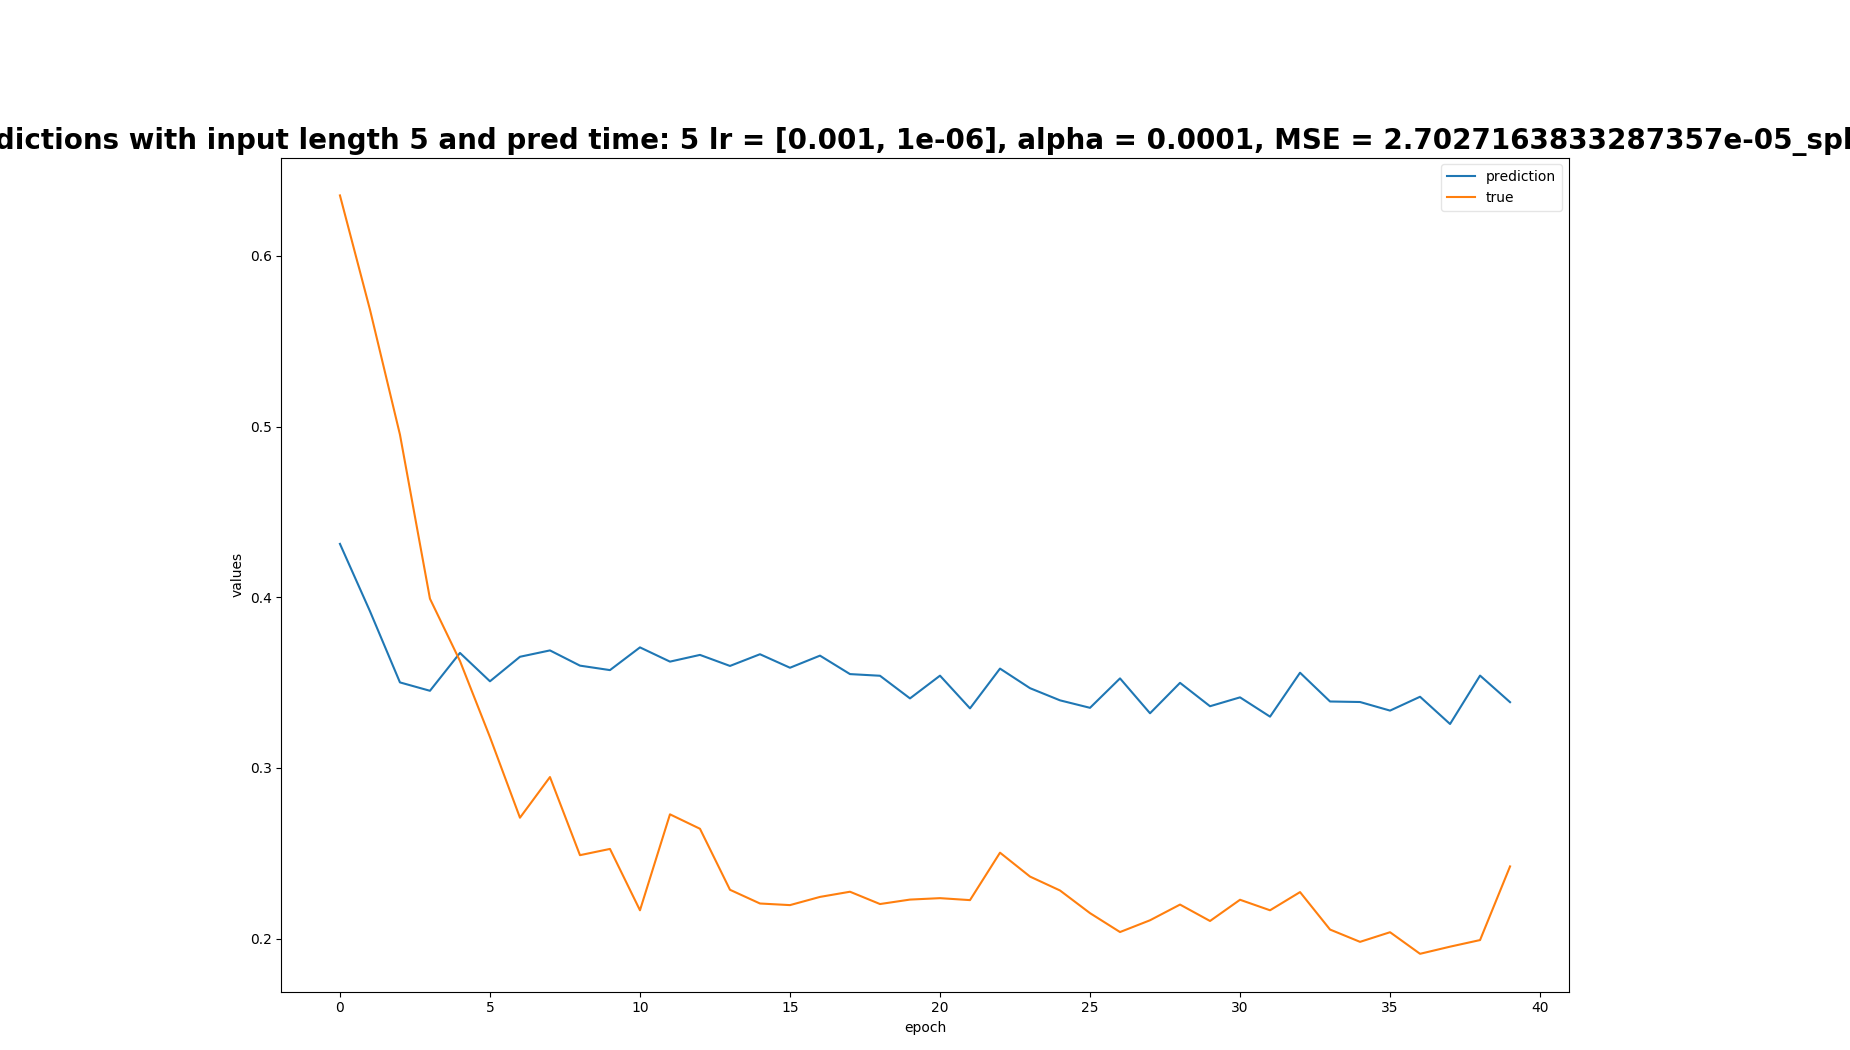 dictions with input length 5 and pred time: 5 lr = [0.001, 1e-06], alpha = 0.0001, MSE = 2.7027163833287357e-05_spl
prediction
true
0.6
0.5
0.4
0.3
0.2
values
0 5 10 15 20 25 30 35 40
epoch